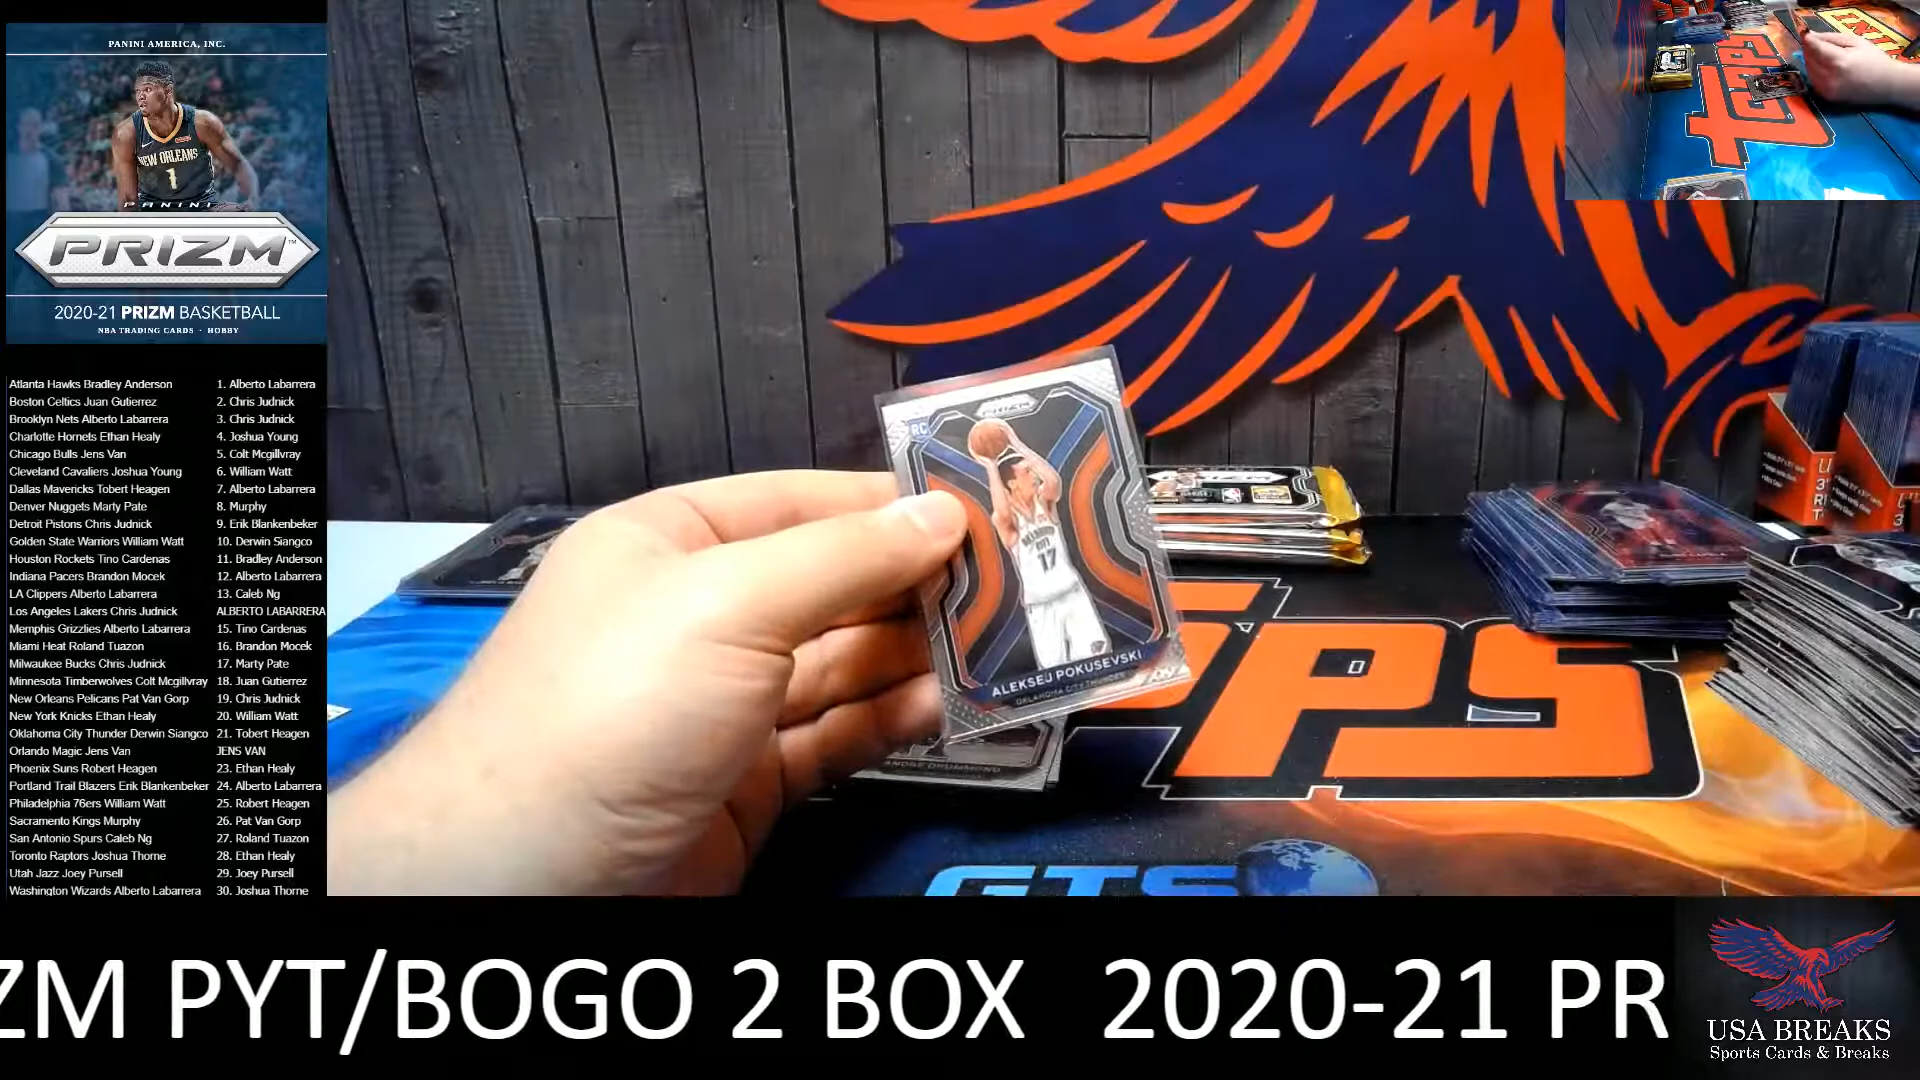 PANINI AMERICA, INC.
NEW ORLEANS
1
PANINI
PRIZM
2020-21 PRIZM BASKETBALL
NBA TRADING CARDS · HOBBY
Atlanta Hawks Bradley Anderson 1. Alberto Labarrera
Boston Celtics Juan Gutierrez 2. Chris Judnick
Brooklyn Nets Alberto Labarrera 3. Chris Judnick
Charlotte Hornets Ethan Healy 4. Joshua Young
Chicago Bulls Jens Van 5. Colt Mcgillvray
Cleveland Cavaliers Joshua Young 6. William Watt
Dallas Mavericks Tobert Heagen 7. Alberto Labarrera
Denver Nuggets Marty Pate 8. Murphy
Detroit Pistons Chris Judnick 9. Erik Blankenbeker
Golden State Warriors William Watt 10. Derwin Siangco
Houston Rockets Tino Cardenas 11. Bradley Anderson
Indiana Pacers Brandon Mocek 12. Alberto Labarrera
LA Clippers Alberto Labarrera 13. Caleb Ng
Los Angeles Lakers Chris Judnick ALBERTO LABARRERA
Memphis Grizzlies Alberto Labarrera 15. Tino Cardenas
Miami Heat Roland Tuazon 16. Brandon Mocek
Milwaukee Bucks Chris Judnick 17. Marty Pate
Minnesota Timberwolves Colt Mcgillvray 18. Juan Gutierrez
New Orleans Pelicans Pat Van Gorp 19. Chris Judnick
New York Knicks Ethan Healy 20. William Watt
Oklahoma City Thunder Derwin Siangco 21. Tobert Heagen
Orlando Magic Jens Van JENS VAN
Phoenix Suns Robert Heagen 23. Ethan Healy
Portland Trail Blazers Erik Blankenbeker 24. Alberto Labarrera
Philadelphia 76ers William Watt 25. Robert Heagen
Sacramento Kings Murphy 26. Pat Van Gorp
San Antonio Spurs Caleb Ng 27. Roland Tuazon
Toronto Raptors Joshua Thorne 28. Ethan Healy
Utah Jazz Joey Pursell 29. Joey Pursell
Washington Wizards Alberto Labarrera 30. Joshua Thorne
PRIZM
RC
17
ALEKSEJ POKUSEVSKI
OKLAHOMA CITY THUNDER
ANDRE DRUMMOND
PPS
GTS
ZM PYT/BOGO 2 BOX 2020-21 PR
USA BREAKS
Sports Cards & Breaks